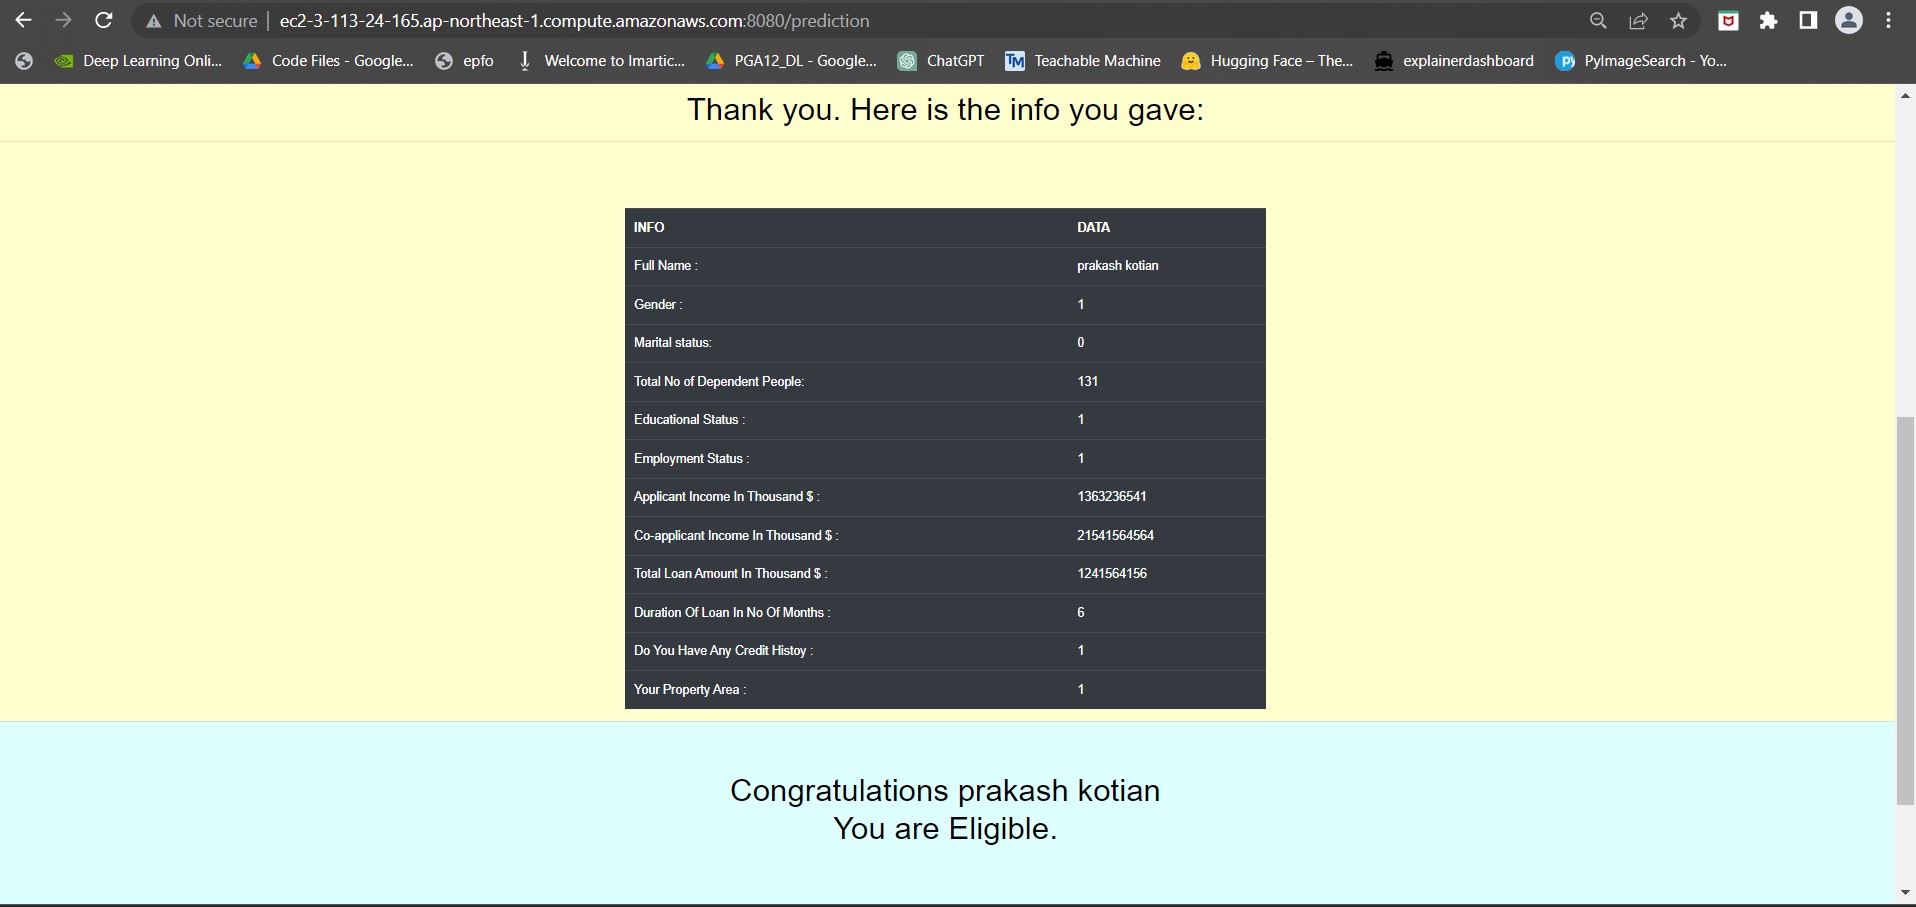 Not secure | ec2-3-113-24-165.ap-northeast-1.compute.amazonaws.com:8080/prediction
Deep Learning Onli... Code Files - Google... epfo Welcome to Imartic... PGA12_DL - Google... ChatGPT TM Teachable Machine Hugging Face – The... explainerdashboard PyImageSearch - Yo...
Thank you. Here is the info you gave:
INFO DATA
Full Name : prakash kotian
Gender : 1
Marital status: 0
Total No of Dependent People: 131
Educational Status : 1
Employment Status : 1
Applicant Income In Thousand $ : 1363236541
Co-applicant Income In Thousand $ : 21541564564
Total Loan Amount In Thousand $ : 1241564156
Duration Of Loan In No Of Months : 6
Do You Have Any Credit Histoy : 1
Your Property Area : 1
Congratulations prakash kotian
You are Eligible.